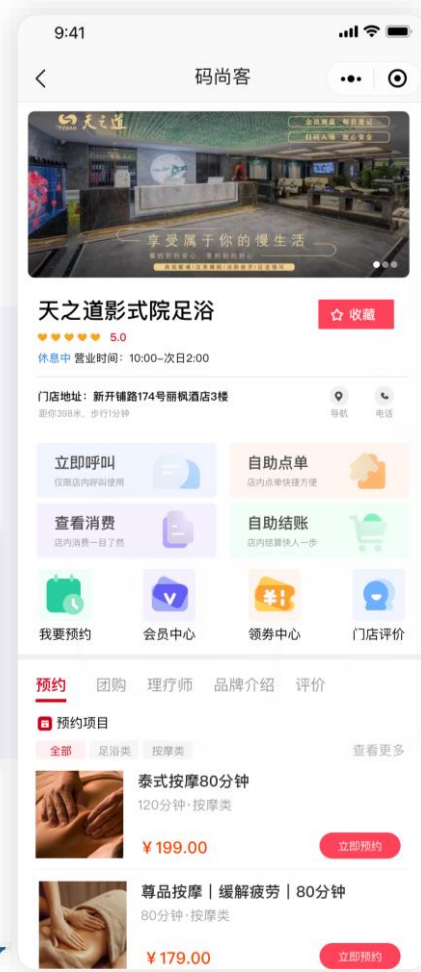 9:41
码尚客
天之道
TZDAO
享受属于你的慢生活
天之道影式院足浴
收藏
5.0
休息中 营业时间：10:00-次日2:00
门店地址：新开铺路174号丽枫酒店3楼
距你398米，步行1分钟
导航
电话
立即呼叫
仅限店内呼叫使用
自助点单
店内点单快捷方便
查看消费
店内消费一目了然
自助结账
店内结算快人一步
我要预约
会员中心
领券中心
门店评价
预约 团购 理疗师 品牌介绍 评价
预约项目
全部 足浴类 按摩类
查看更多
泰式按摩80分钟
120分钟·按摩类
¥199.00
立即预约
尊品按摩｜缓解疲劳｜80分钟
80分钟·按摩类
¥179.00
立即预约